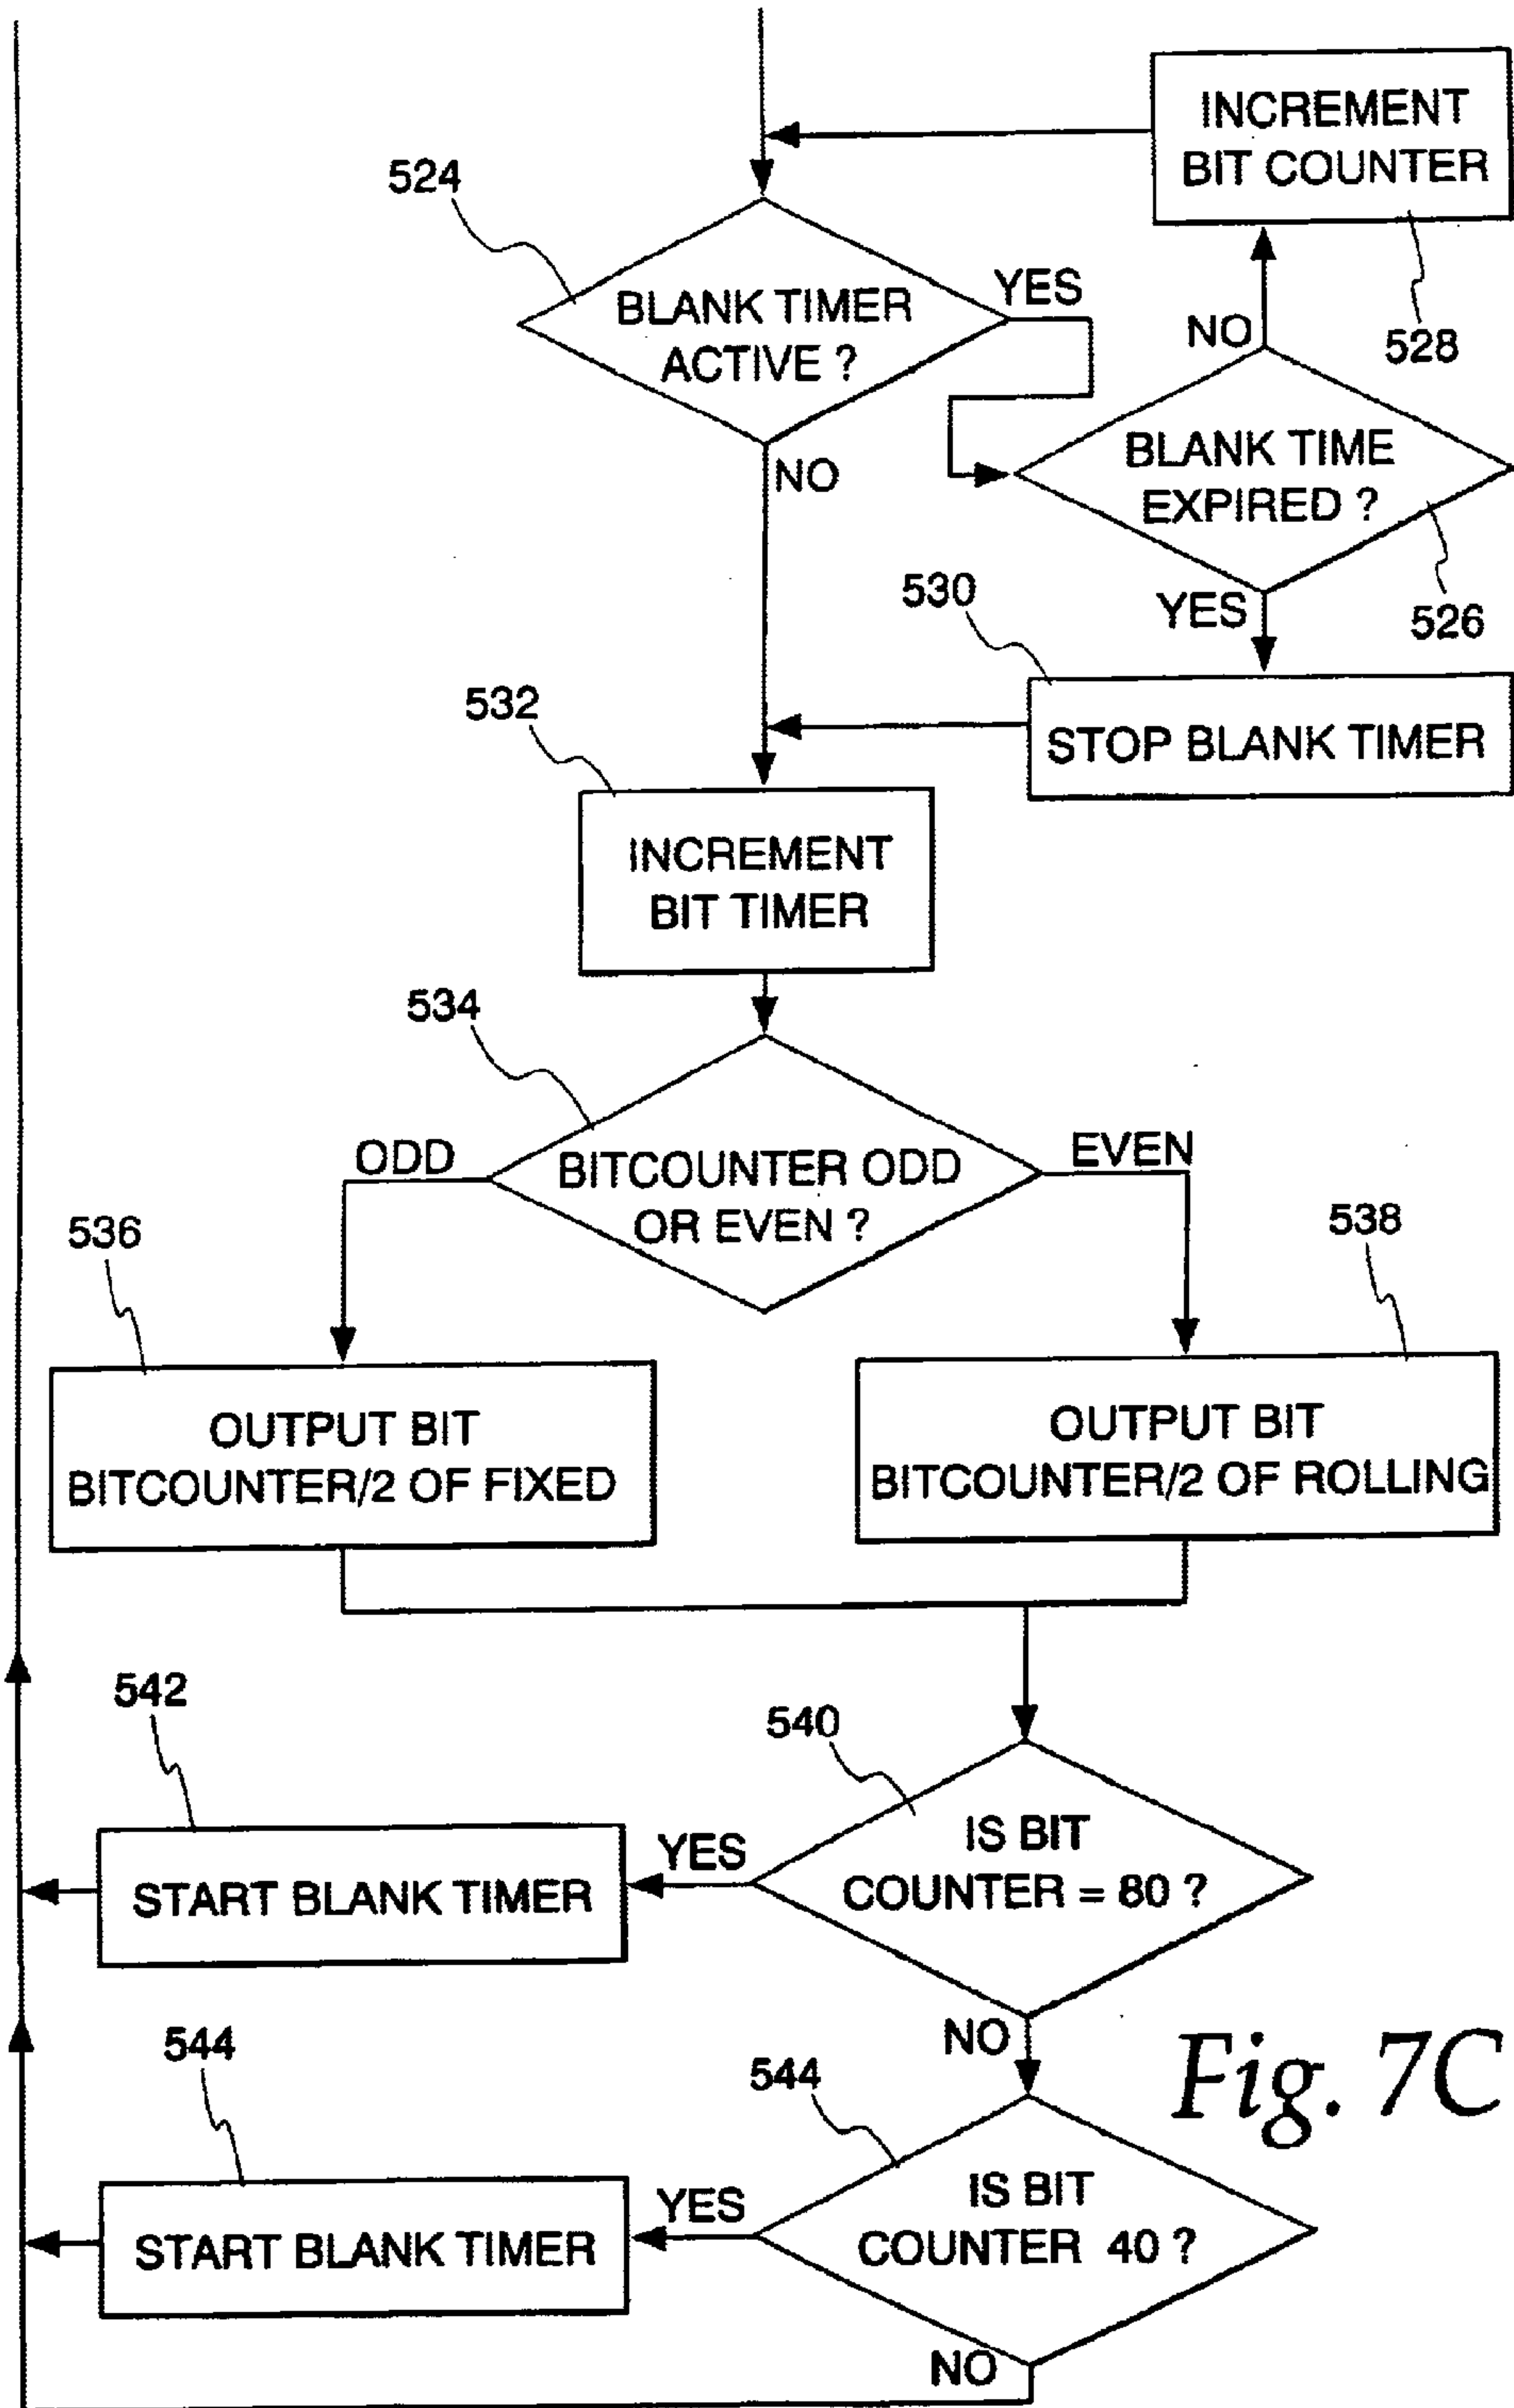 INCREMENT
BIT COUNTER
528
524
BLANK TIMER
ACTIVE ?
YES
NO
NO
BLANK TIME
EXPIRED ?
526
YES
530
STOP BLANK TIMER
532
INCREMENT
BIT TIMER
534
BITCOUNTER ODD
OR EVEN ?
ODD
EVEN
536
OUTPUT BIT
BITCOUNTER/2 OF FIXED
538
OUTPUT BIT
BITCOUNTER/2 OF ROLLING
540
IS BIT
COUNTER = 80 ?
YES
542
START BLANK TIMER
NO
544
IS BIT
COUNTER 40 ?
YES
544
START BLANK TIMER
NO
Fig. 7C